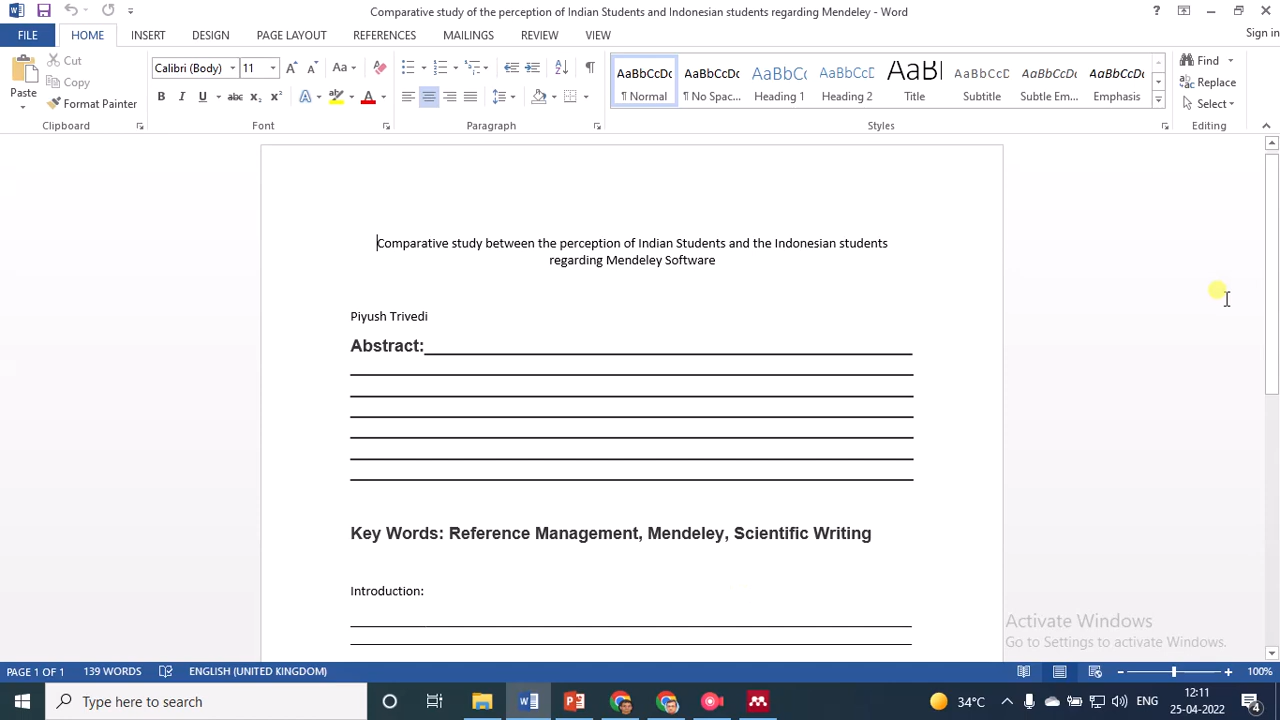 Comparative study of the perception of Indian Students and Indonesian students regarding Mendeley - Word
Sign in
FILE HOME INSERT DESIGN PAGE LAYOUT REFERENCES MAILINGS REVIEW VIEW
Paste
Cut
Copy
Format Painter
Clipboard
Calibri (Body) 11
Font
Paragraph
AaBbCcDc AaBbCcDc AaBbCc AaBbCcC AaBI AaBbCcC AaBbCcDc AaBbCcDc
¶ Normal ¶ No Spac... Heading 1 Heading 2 Title Subtitle Subtle Em... Emphasis
Styles
Find
Replace
Select
Editing
Comparative study between the perception of Indian Students and the Indonesian students
regarding Mendeley Software
Piyush Trivedi
Abstract:
Key Words: Reference Management, Mendeley, Scientific Writing
Introduction:
Activate Windows
Go to Settings to activate Windows.
PAGE 1 OF 1 139 WORDS ENGLISH (UNITED KINGDOM) 100%
Type here to search
34°C
ENG
12:11
25-04-2022
4